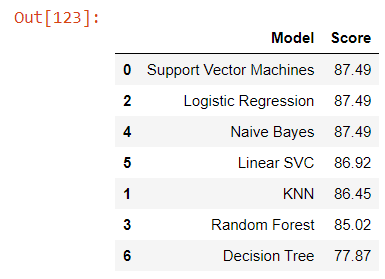 Out[123]:
Model Score
0 Support Vector Machines 87.49
2 Logistic Regression 87.49
4 Naive Bayes 87.49
5 Linear SVC 86.92
1 KNN 86.45
3 Random Forest 85.02
6 Decision Tree 77.87